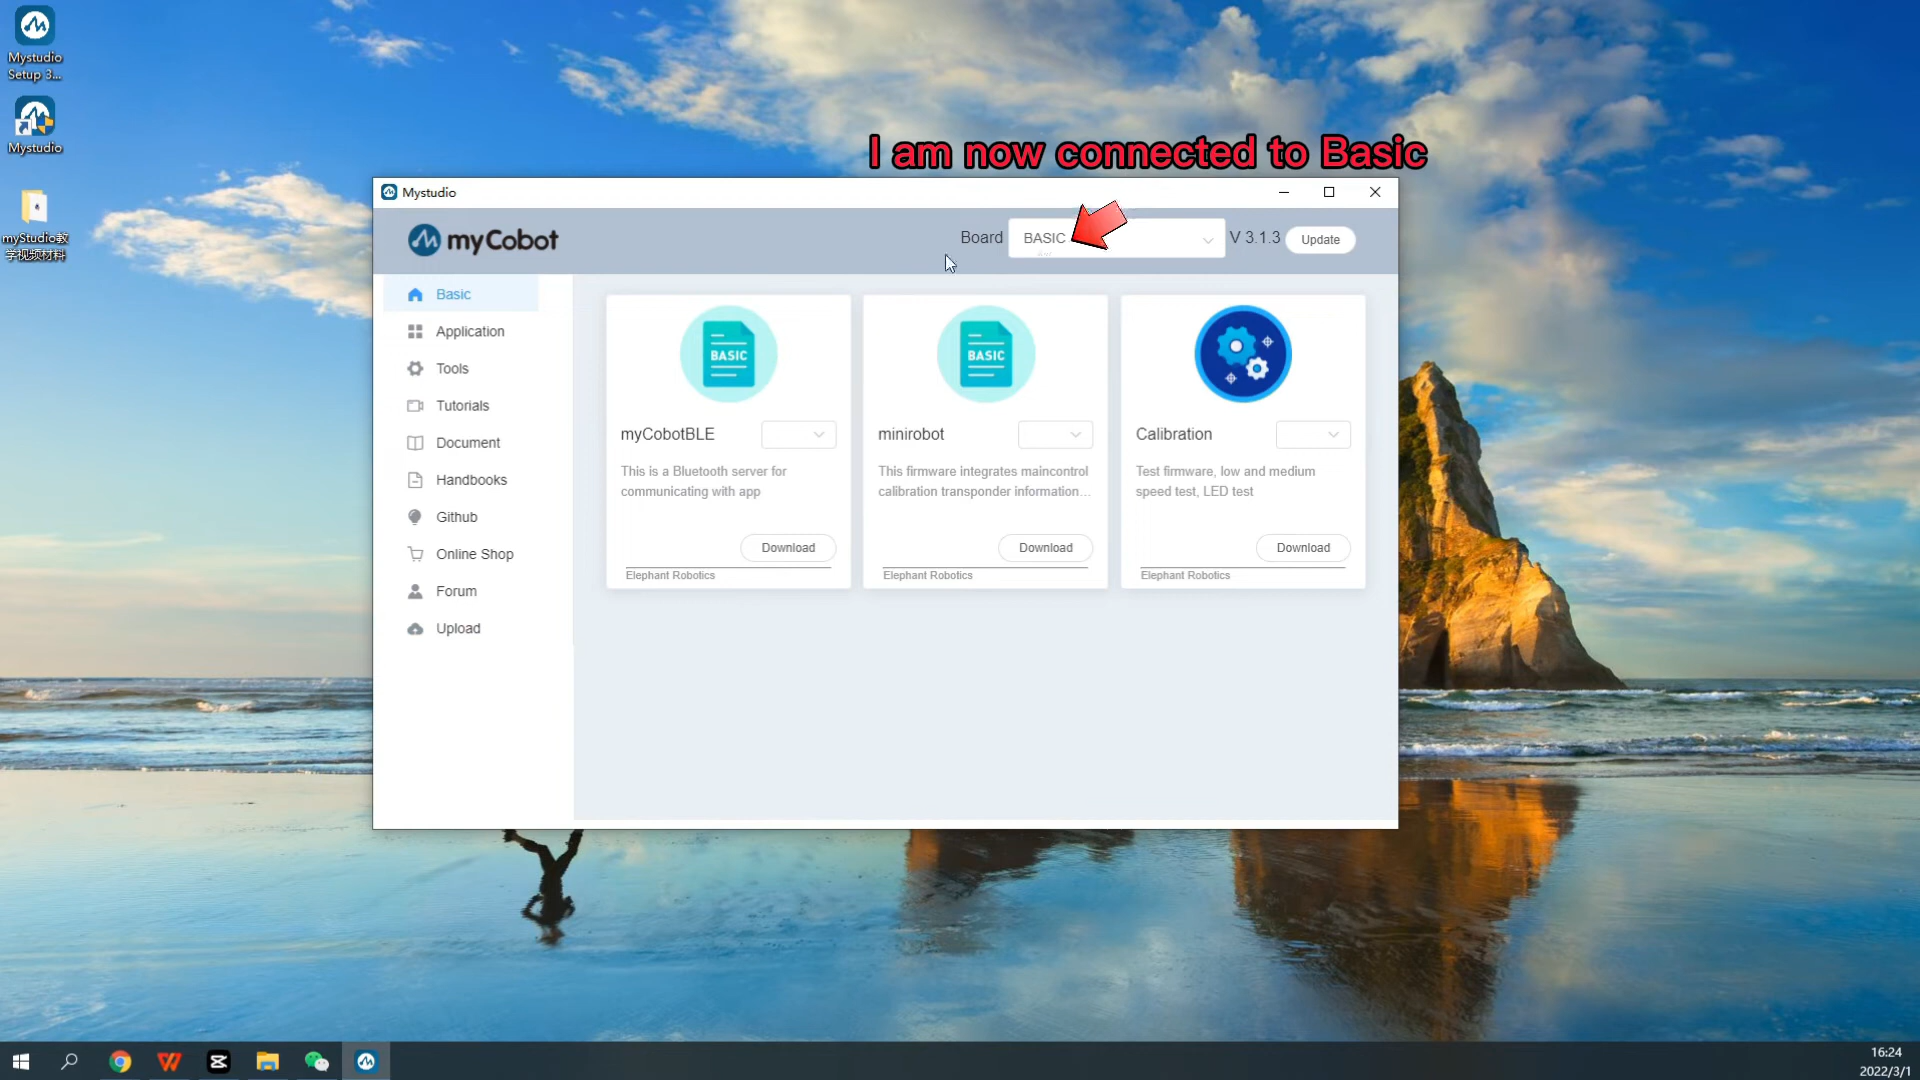 Mystudio
Setup 3...
Mystudio
myStudio教
学视频材料
I am now connected to Basic
Mystudio
myCobot
Board
BASIC
V 3.1.3
Update
Basic
Application
Tools
Tutorials
Document
Handbooks
Github
Online Shop
Forum
Upload
BASIC
myCobotBLE
This is a Bluetooth server for
communicating with app
Download
Elephant Robotics
BASIC
minirobot
This firmware integrates maincontrol
calibration transponder information...
Download
Elephant Robotics
Calibration
Test firmware, low and medium
speed test, LED test
Download
Elephant Robotics
16:24
2022/3/1